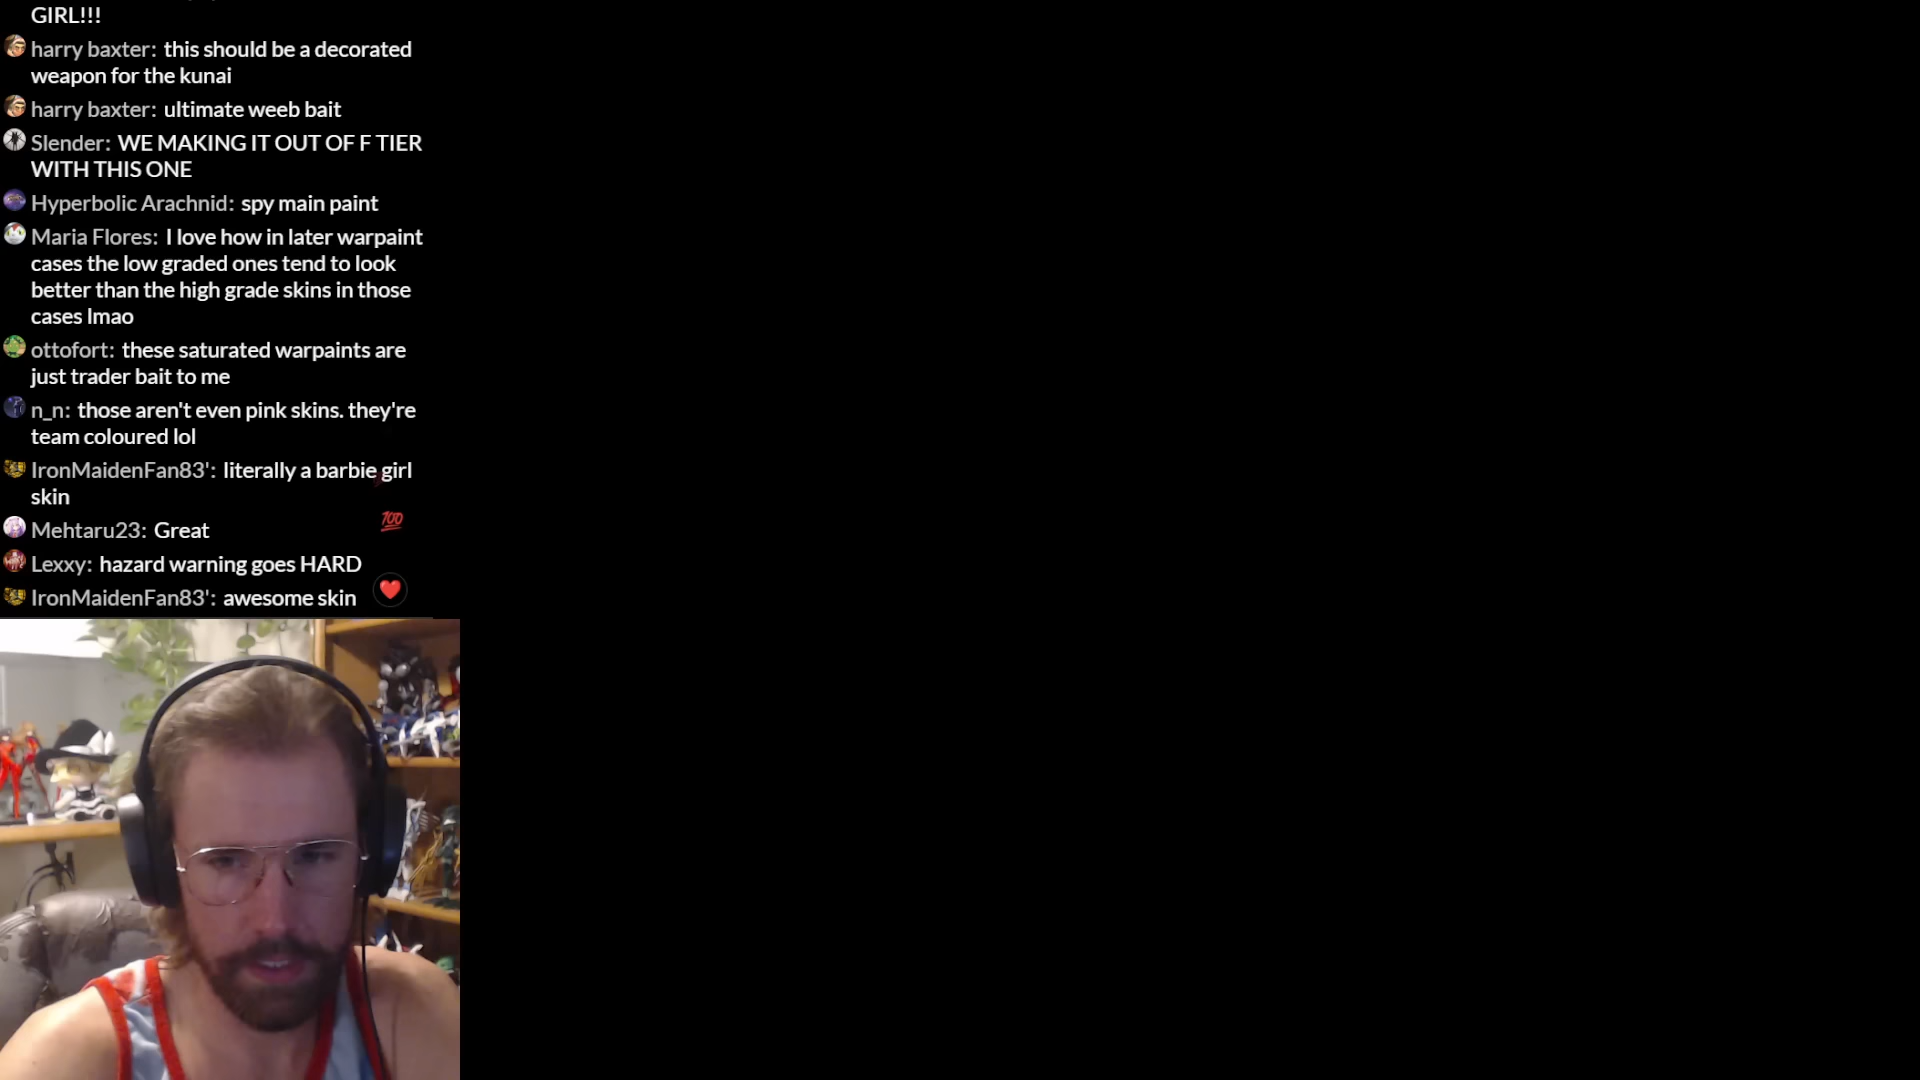 GIRL!!!
harry baxter: this should be a decorated
weapon for the kunai
harry baxter: ultimate weeb bait
Slender: WE MAKING IT OUT OF F TIER
WITH THIS ONE
Hyperbolic Arachnid: spy main paint
Maria Flores: I love how in later warpaint
cases the low graded ones tend to look
better than the high grade skins in those
cases lmao
ottofort: these saturated warpaints are
just trader bait to me
n_n: those aren't even pink skins. they're
team coloured lol
IronMaidenFan83': literally a barbie girl
skin
100
Mehtaru23: Great
Lexxy: hazard warning goes HARD
IronMaidenFan83': awesome skin